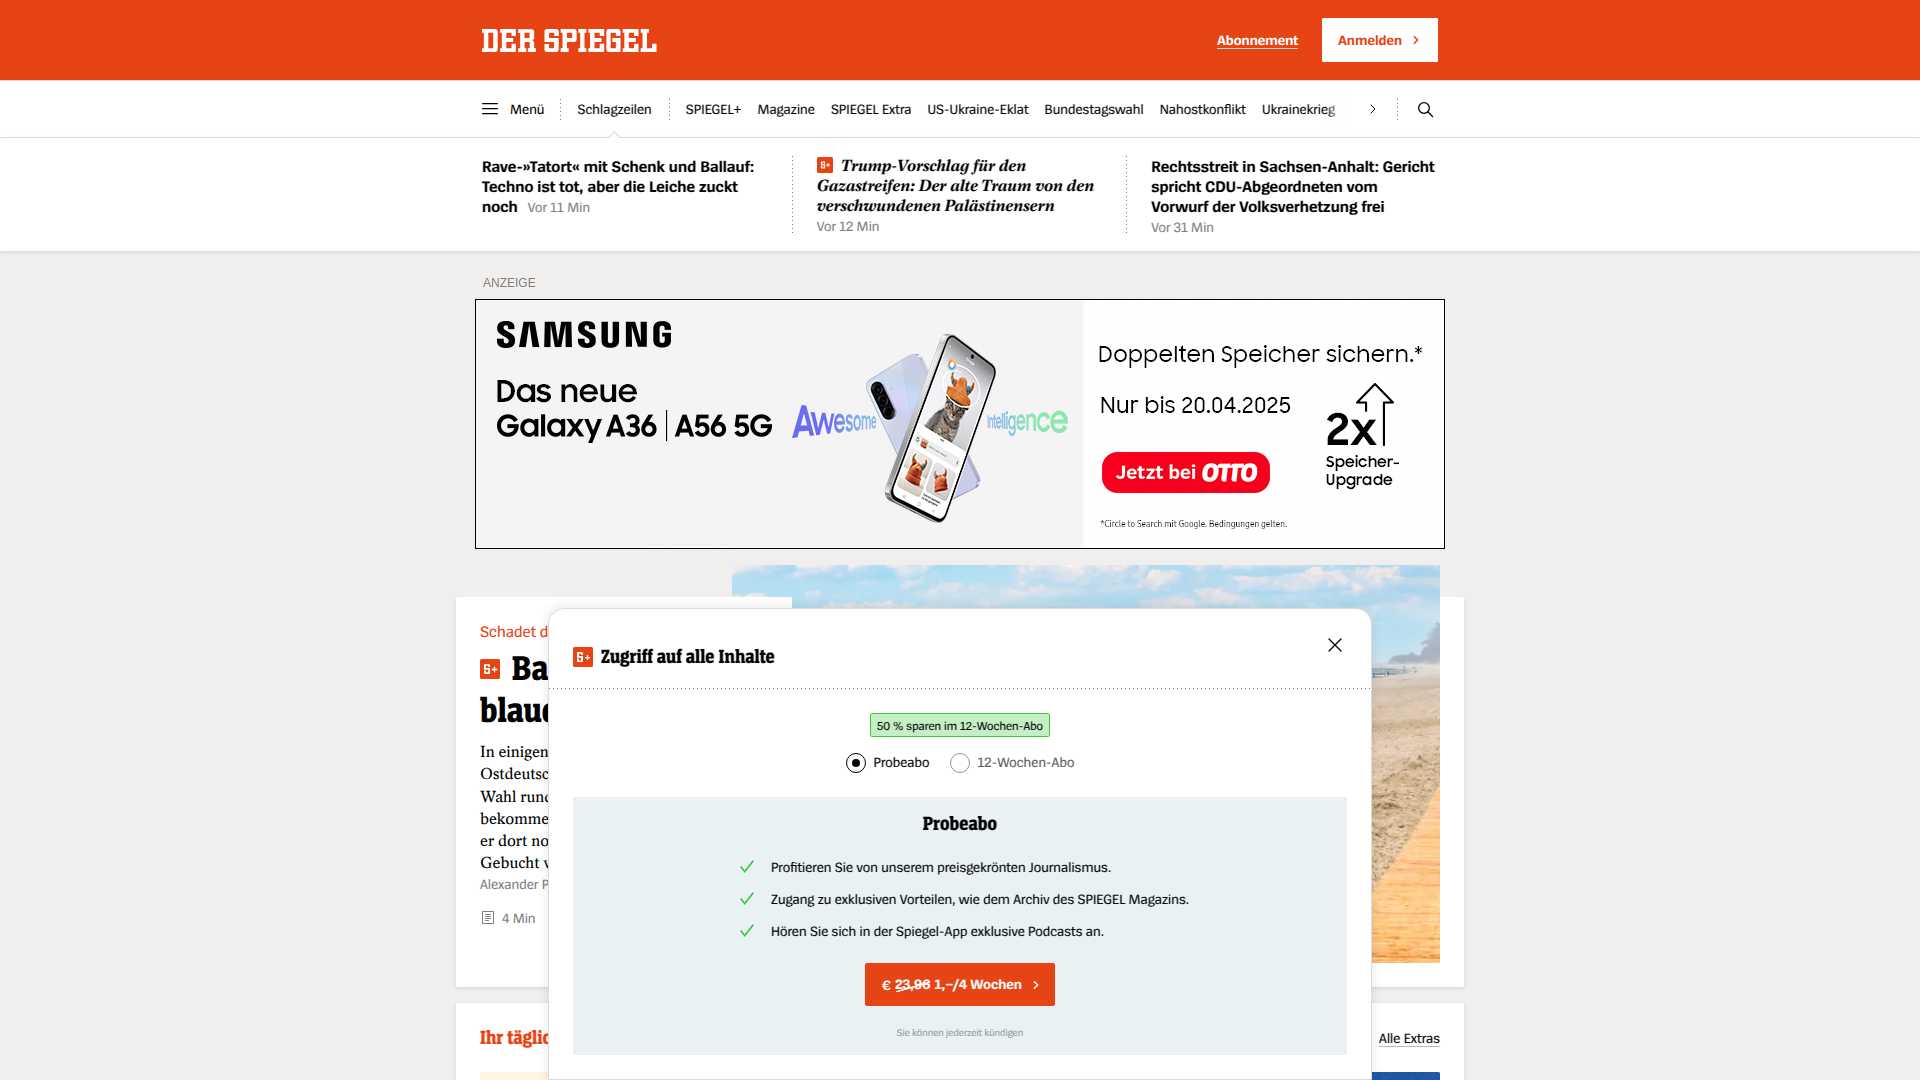 DER SPIEGEL
Abonnement
Anmelden
Menü
Schlagzeilen
SPIEGEL+
Magazine
SPIEGEL Extra
US-Ukraine-Eklat
Bundestagswahl
Nahostkonflikt
Ukrainekrieg
Rave-»Tatort« mit Schenk und Ballauf:
Techno ist tot, aber die Leiche zuckt
noch Vor 11 Min
S+ Trump-Vorschlag für den
Gazastreifen: Der alte Traum von den
verschwundenen Palästinensern
Vor 12 Min
Rechtsstreit in Sachsen-Anhalt: Gericht
spricht CDU-Abgeordneten vom
Vorwurf der Volksverhetzung frei
Vor 31 Min
ANZEIGE
SAMSUNG
Das neue
Galaxy A36 | A56 5G
Awesome
Intelligence
Doppelten Speicher sichern.*
Nur bis 20.04.2025
2x
Speicher-
Upgrade
Jetzt bei OTTO
*Circle to Search mit Google. Bedingungen gelten.
Schadet d
S+ Ba
blau
In einigen
Ostdeutsc
Wahl rund
bekomme
er dort no
Gebucht v
Alexander P
4 Min
S+ Zugriff auf alle Inhalte
50 % sparen im 12-Wochen-Abo
Probeabo
12-Wochen-Abo
Probeabo
Profitieren Sie von unserem preisgekrönten Journalismus.
Zugang zu exklusiven Vorteilen, wie dem Archiv des SPIEGEL Magazins.
Hören Sie sich in der Spiegel-App exklusive Podcasts an.
€ 23,96 1,–/4 Wochen
Sie können jederzeit kündigen
Ihr täglic
Alle Extras